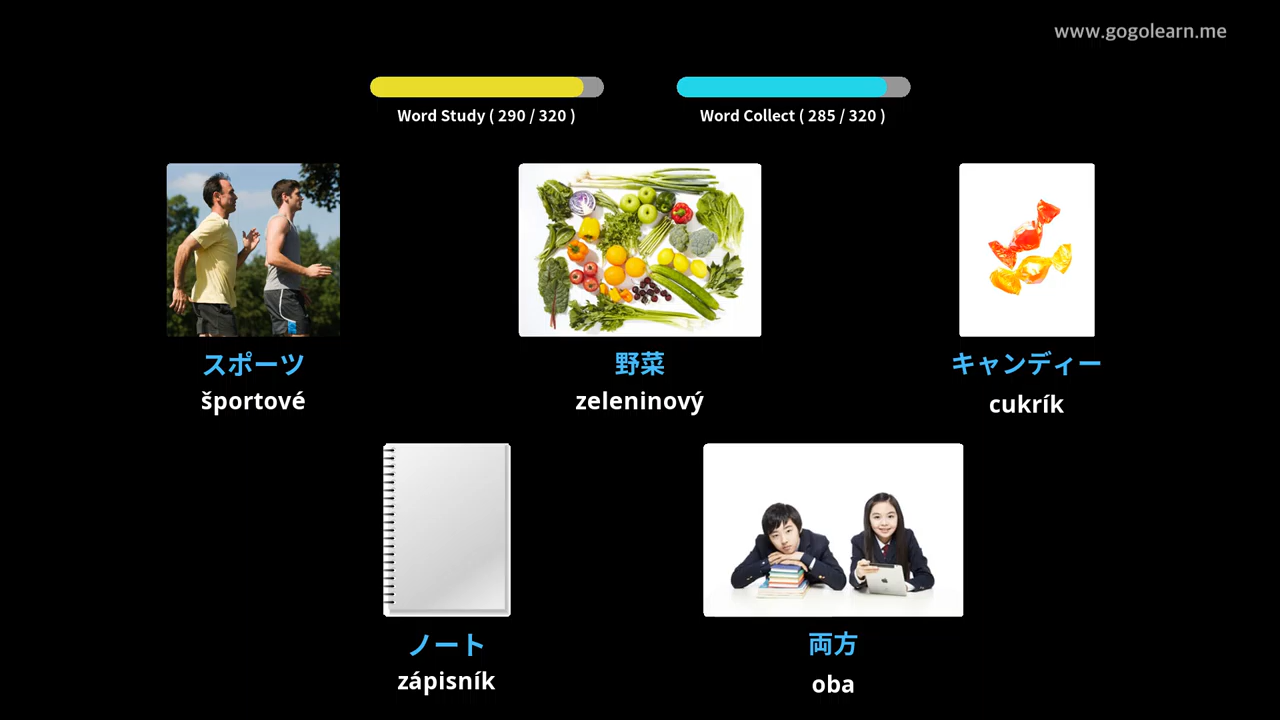 www.gogolearn.me
Word Study ( 290 / 320 )
Word Collect ( 285 / 320 )
スポーツ
športové
野菜
zeleninový
キャンディー
cukrík
ノート
zápisník
両方
oba